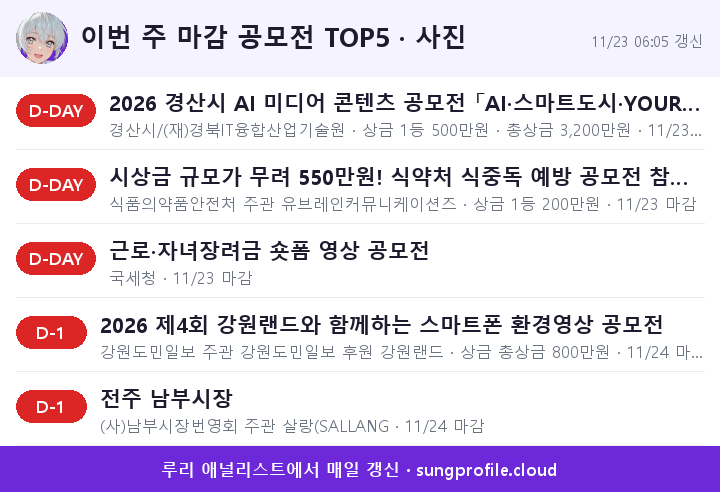 이번 주 마감 공모전 TOP5 · 사진
11/23 06:05 갱신
D-DAY
2026 경산시 AI 미디어 콘텐츠 공모전 「AI·스마트도시·YOUR...
경산시/(재)경북IT융합산업기술원 · 상금 1등 500만원 · 총상금 3,200만원 · 11/23...
D-DAY
시상금 규모가 무려 550만원! 식약처 식중독 예방 공모전 참...
식품의약품안전처 주관 유브레인커뮤니케이션즈 · 상금 1등 200만원 · 11/23 마감
D-DAY
근로·자녀장려금 숏폼 영상 공모전
국세청 · 11/23 마감
D-1
2026 제4회 강원랜드와 함께하는 스마트폰 환경영상 공모전
강원도민일보 주관 강원도민일보 후원 강원랜드 · 상금 총상금 800만원 · 11/24 마...
D-1
전주 남부시장
(사)남부시장번영회 주관 살랑(SALLANG · 11/24 마감
루리 애널리스트에서 매일 갱신 · sungprofile.cloud